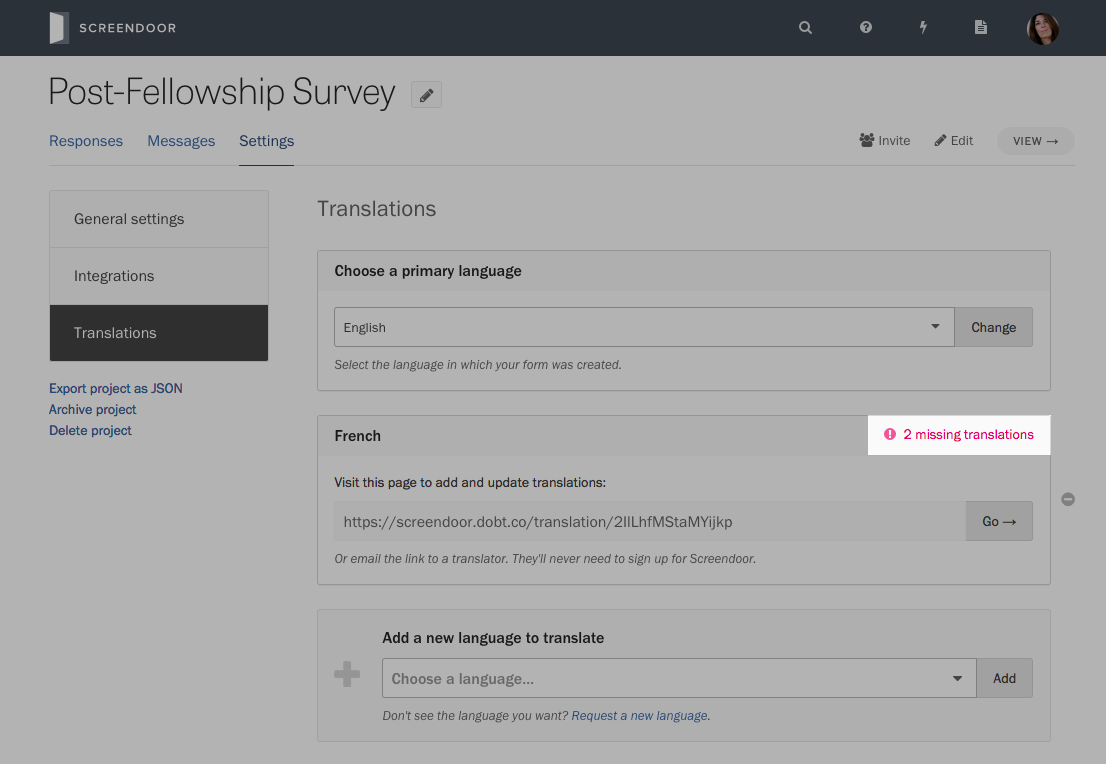 SCREENDOOR
Post-Fellowship Survey
Responses Messages Settings
Invite Edit VIEW →
General settings
Integrations
Translations
Export project as JSON
Archive project
Delete project
Translations
Choose a primary language
English Change
Select the language in which your form was created.
French 2 missing translations
Visit this page to add and update translations:
https://screendoor.dobt.co/translation/2IILhfMStaMYijkp Go →
Or email the link to a translator. They'll never need to sign up for Screendoor.
Add a new language to translate
Choose a language... Add
Don't see the language you want? Request a new language.